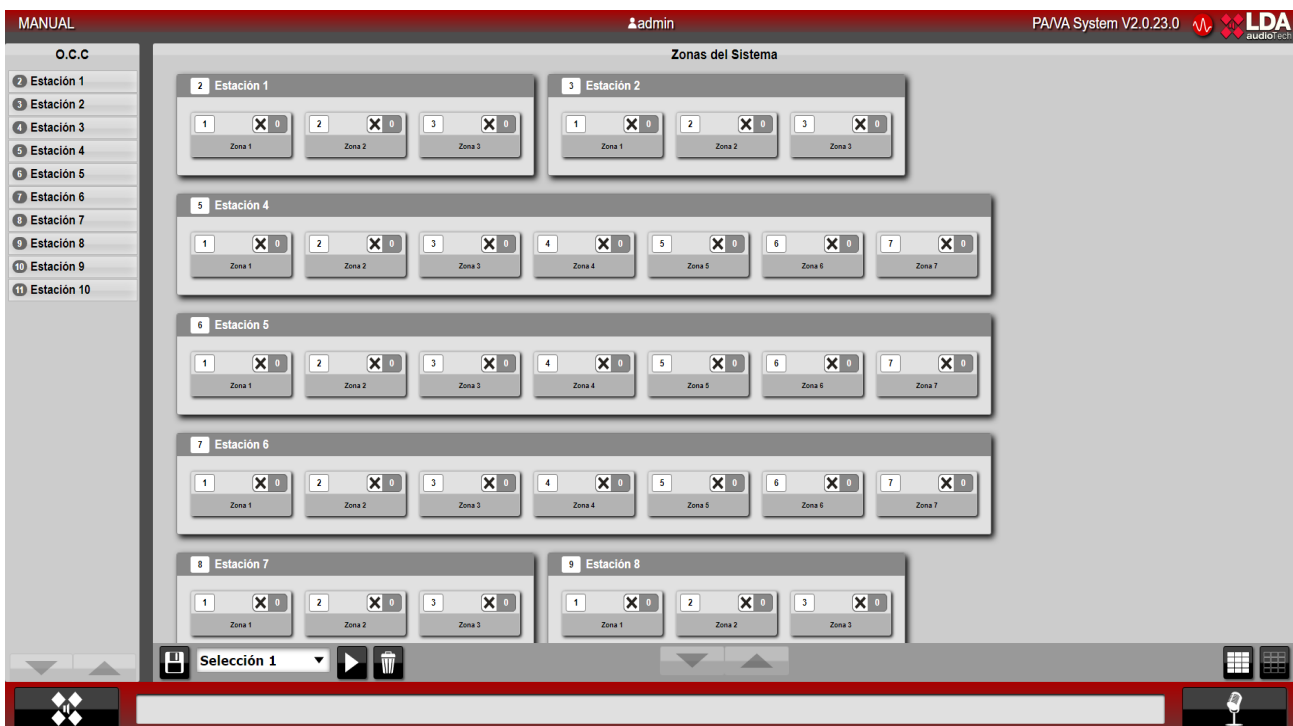 MANUAL
admin
PA/VA System V2.0.23.0
LDA
audioTech
O.C.C
Zonas del Sistema
2 Estación 1
3 Estación 2
4 Estación 3
5 Estación 4
6 Estación 5
7 Estación 6
8 Estación 7
9 Estación 8
10 Estación 9
11 Estación 10
2 Estación 1
1 0 2 0 3 0
Zona 1 Zona 2 Zona 3
3 Estación 2
1 0 2 0 3 0
Zona 1 Zona 2 Zona 3
5 Estación 4
1 0 2 0 3 0 4 0 5 0 6 0 7 0
Zona 1 Zona 2 Zona 3 Zona 4 Zona 5 Zona 6 Zona 7
6 Estación 5
1 0 2 0 3 0 4 0 5 0 6 0 7 0
Zona 1 Zona 2 Zona 3 Zona 4 Zona 5 Zona 6 Zona 7
7 Estación 6
1 0 2 0 3 0 4 0 5 0 6 0 7 0
Zona 1 Zona 2 Zona 3 Zona 4 Zona 5 Zona 6 Zona 7
8 Estación 7
1 0 2 0 3 0
Zona 1 Zona 2 Zona 3
9 Estación 8
1 0 2 0 3 0
Zona 1 Zona 2 Zona 3
Selección 1